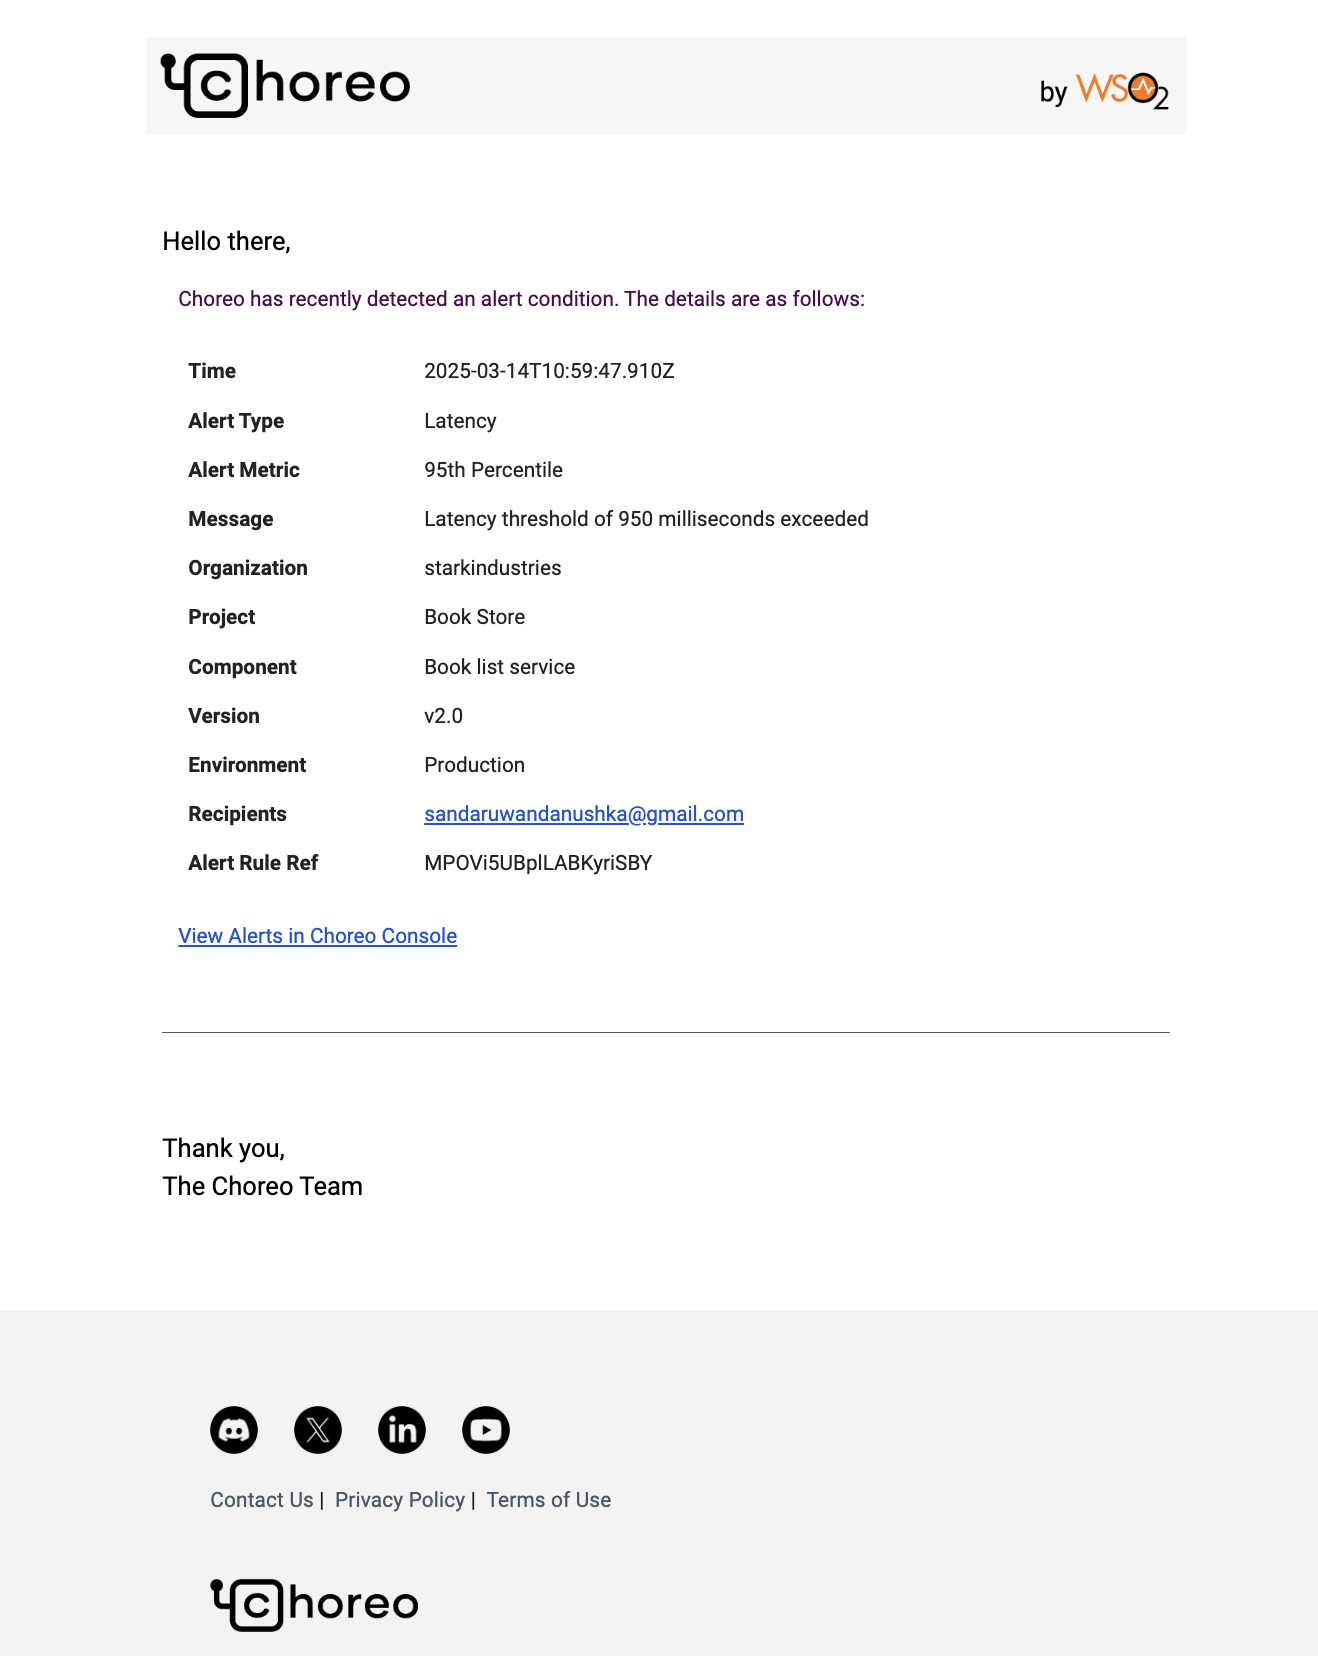 choreo
by WSO2
Hello there,
Choreo has recently detected an alert condition. The details are as follows:
Time 2025-03-14T10:59:47.910Z
Alert Type Latency
Alert Metric 95th Percentile
Message Latency threshold of 950 milliseconds exceeded
Organization starkindustries
Project Book Store
Component Book list service
Version v2.0
Environment Production
Recipients sandaruwandanushka@gmail.com
Alert Rule Ref MPOVi5UBplLABKyriSBY
View Alerts in Choreo Console
Thank you,
The Choreo Team
in
Contact Us | Privacy Policy | Terms of Use
choreo